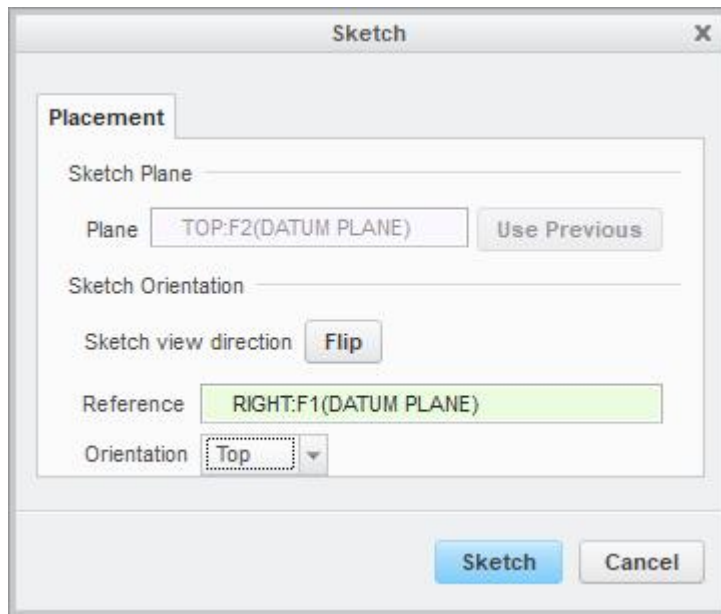 Sketch
Placement
Sketch Plane
Plane TOP:F2(DATUM PLANE) Use Previous
Sketch Orientation
Sketch view direction Flip
Reference RIGHT:F1(DATUM PLANE)
Orientation Top
Sketch Cancel